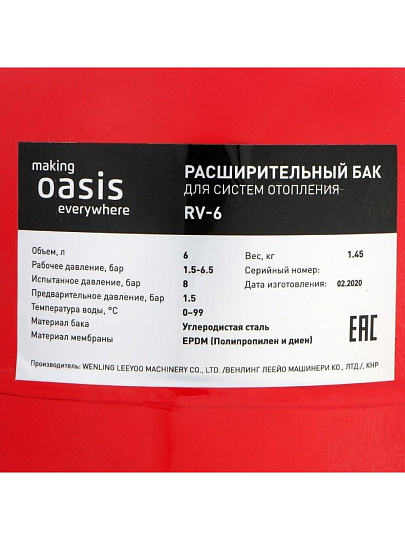 making
oasis
everywhere
РАСШИРИТЕЛЬНЫЙ БАК
ДЛЯ СИСТЕМ ОТОПЛЕНИЯ
RV-6
Объем, л 6 Вес, кг 1.45
Рабочее давление, бар 1.5-6.5 Серийный номер:
Испытанное давление, бар 8 Дата изготовления: 02.2020
Предварительное давление, бар 1.5
Температура воды, °С 0-99
Материал бака Углеродистая сталь
Материал мембраны EPDM (Полипропилен и диен)
EAC
Производитель: WENLING LEEYOO MACHINERY CO., LTD. /ВЕНЛИНГ ЛЕЕЙО МАШИНЕРИ КО., ЛТД./, КНР